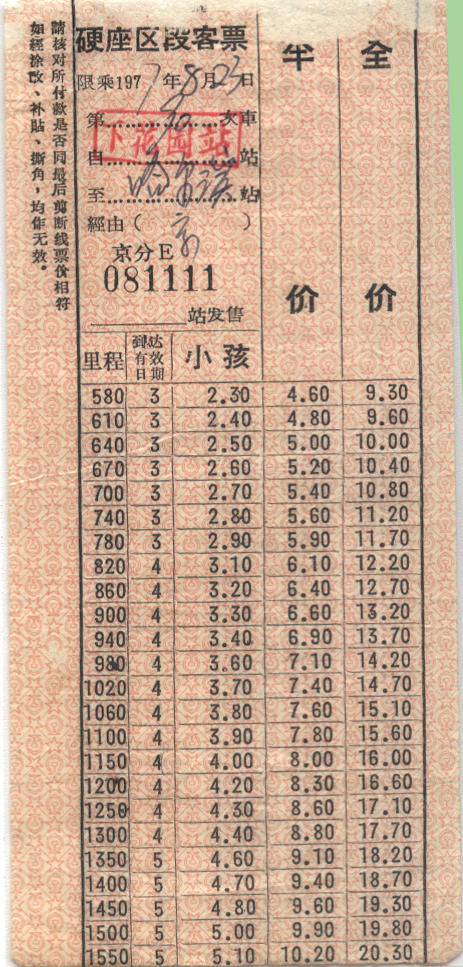 請核对所付款是否同最后剪断线票价相符
如經涂改、补貼、撕角，均作无效。
硬座区段客票
限乘1977年8月23日
第 次車
下花园站
自 站
至哈尔滨站
經由（京）
京分E
081111
站发售
半价
全价
里程 到达有效日期 小孩
580 3 2.30 4.60 9.30
610 3 2.40 4.80 9.60
640 3 2.50 5.00 10.00
670 3 2.60 5.20 10.40
700 3 2.70 5.40 10.80
740 3 2.80 5.60 11.20
780 3 2.90 5.90 11.70
820 4 3.10 6.10 12.20
860 4 3.20 6.40 12.70
900 4 3.30 6.60 13.20
940 4 3.40 6.90 13.70
980 4 3.60 7.10 14.20
1020 4 3.70 7.40 14.70
1060 4 3.80 7.60 15.10
1100 4 3.90 7.80 15.60
1150 4 4.00 8.00 16.00
1200 4 4.20 8.30 16.60
1250 4 4.30 8.60 17.10
1300 4 4.40 8.80 17.70
1350 5 4.60 9.10 18.20
1400 5 4.70 9.40 18.70
1450 5 4.80 9.60 19.30
1500 5 5.00 9.90 19.80
1550 5 5.10 10.20 20.30